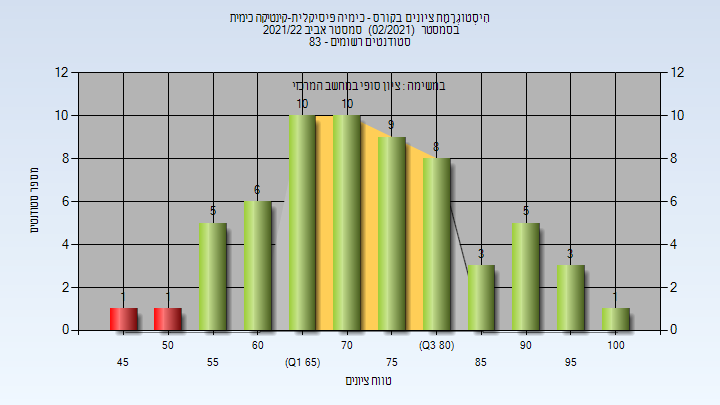 היסטוגרמת ציונים בקורס - כימיה פיסיקלית-קינטיקה כימית
בסמסטר (02/2021) סמסטר אביב 2021/22
סטודנטים רשומים - 83
במשימה : ציון סופי במחשב המרכזי
12 12
10 10
8 8
6 6
4 4
2 2
0 0
1 1 5 6 10 10 9 8 3 5 3 1
מספר סטודנטים
50 60 70 (Q3 80) 90 100
45 55 (Q1 65) 75 85 95
טווח ציונים